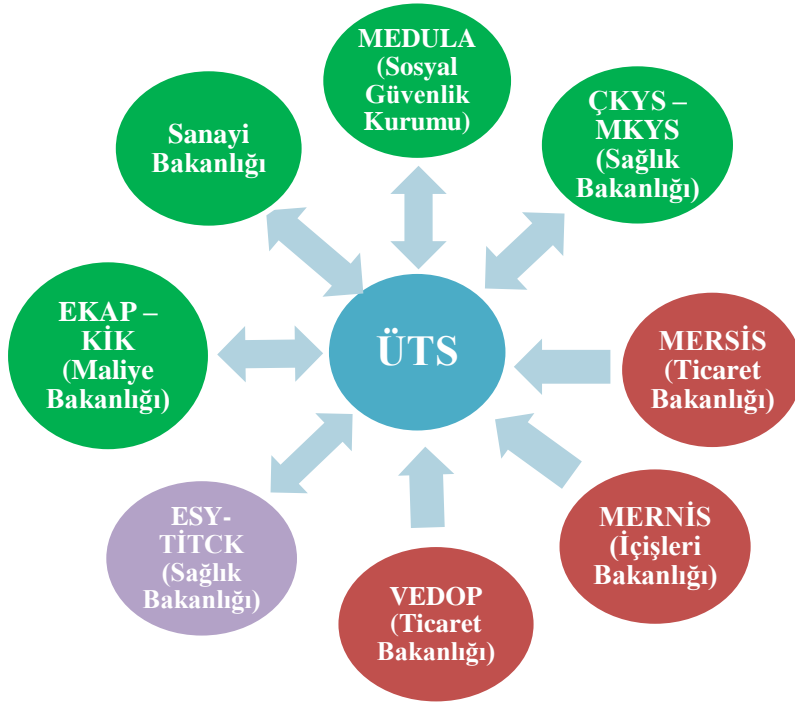 MEDULA
(Sosyal
Güvenlik
Kurumu)
ÇKYS –
MKYS
(Sağlık
Bakanlığı)
Sanayi
Bakanlığı
EKAP –
KİK
(Maliye
Bakanlığı)
ÜTS
MERSİS
(Ticaret
Bakanlığı)
ESY-
TİTCK
(Sağlık
Bakanlığı)
MERNİS
(İçişleri
Bakanlığı)
VEDOP
(Ticaret
Bakanlığı)